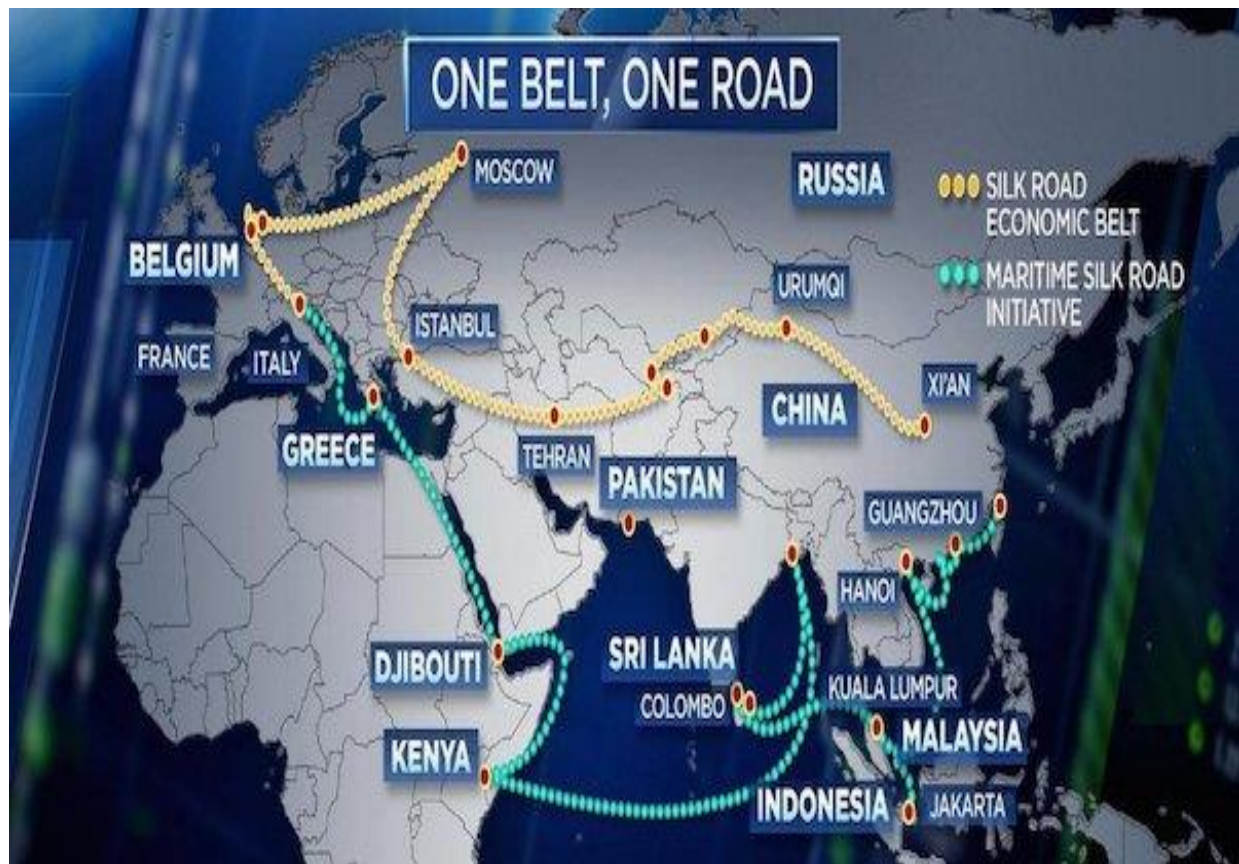 ONE BELT, ONE ROAD
MOSCOW
RUSSIA
SILK ROAD
ECONOMIC BELT
MARITIME SILK ROAD
INITIATIVE
BELGIUM
URUMQI
ISTANBUL
FRANCE
ITALY
XI'AN
CHINA
GREECE
TEHRAN
PAKISTAN
GUANGZHOU
HANOI
DJIBOUTI
SRI LANKA
COLOMBO
KUALA LUMPUR
MALAYSIA
KENYA
INDONESIA
JAKARTA